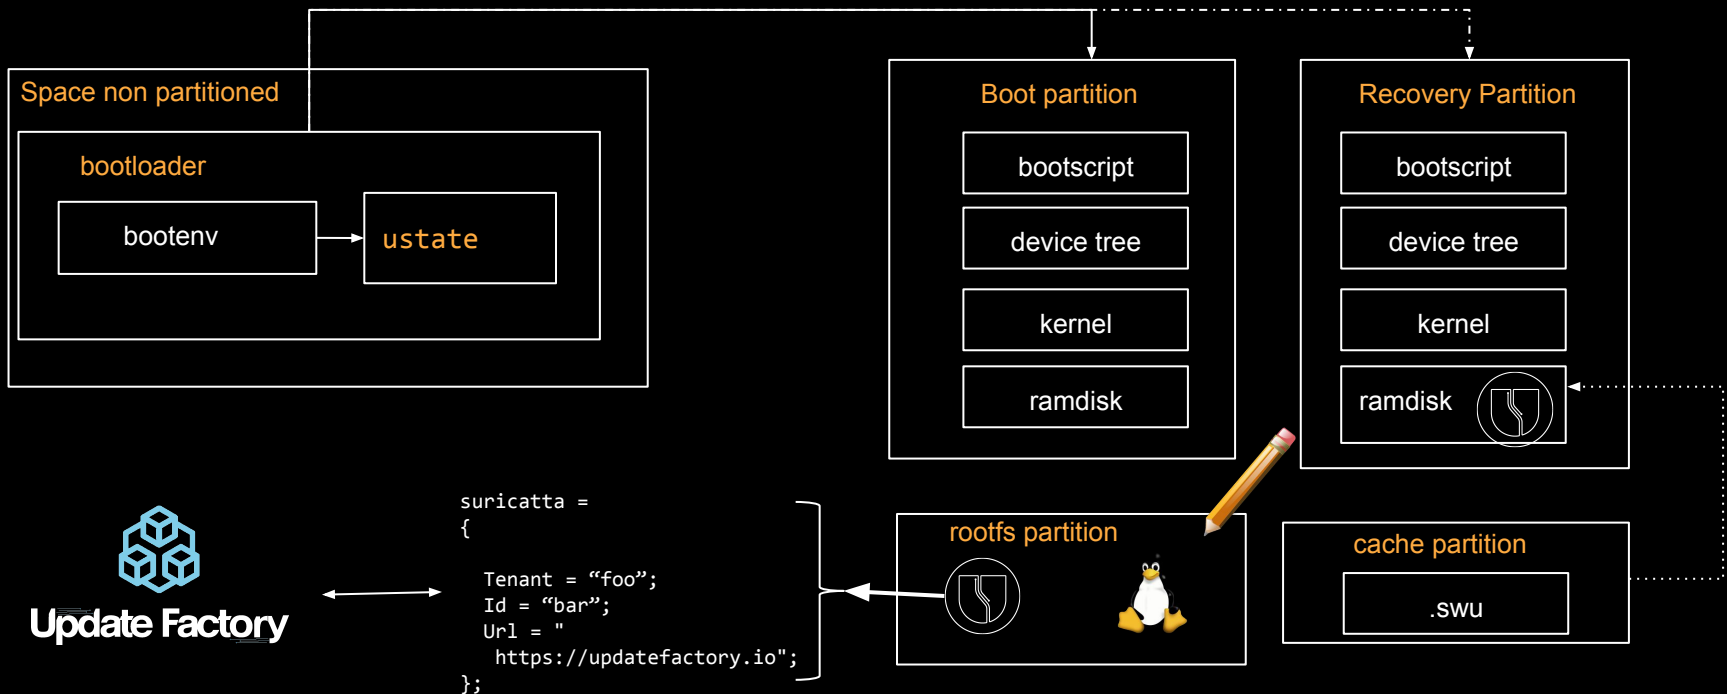 Space non partitioned
bootloader
bootenv
ustate
Boot partition
bootscript
device tree
kernel
ramdisk
Recovery Partition
bootscript
device tree
kernel
ramdisk
Update Factory
suricatta =
{
Tenant = “foo”;
Id = “bar”;
Url = "
https://updatefactory.io";
};
rootfs partition
cache partition
.swu